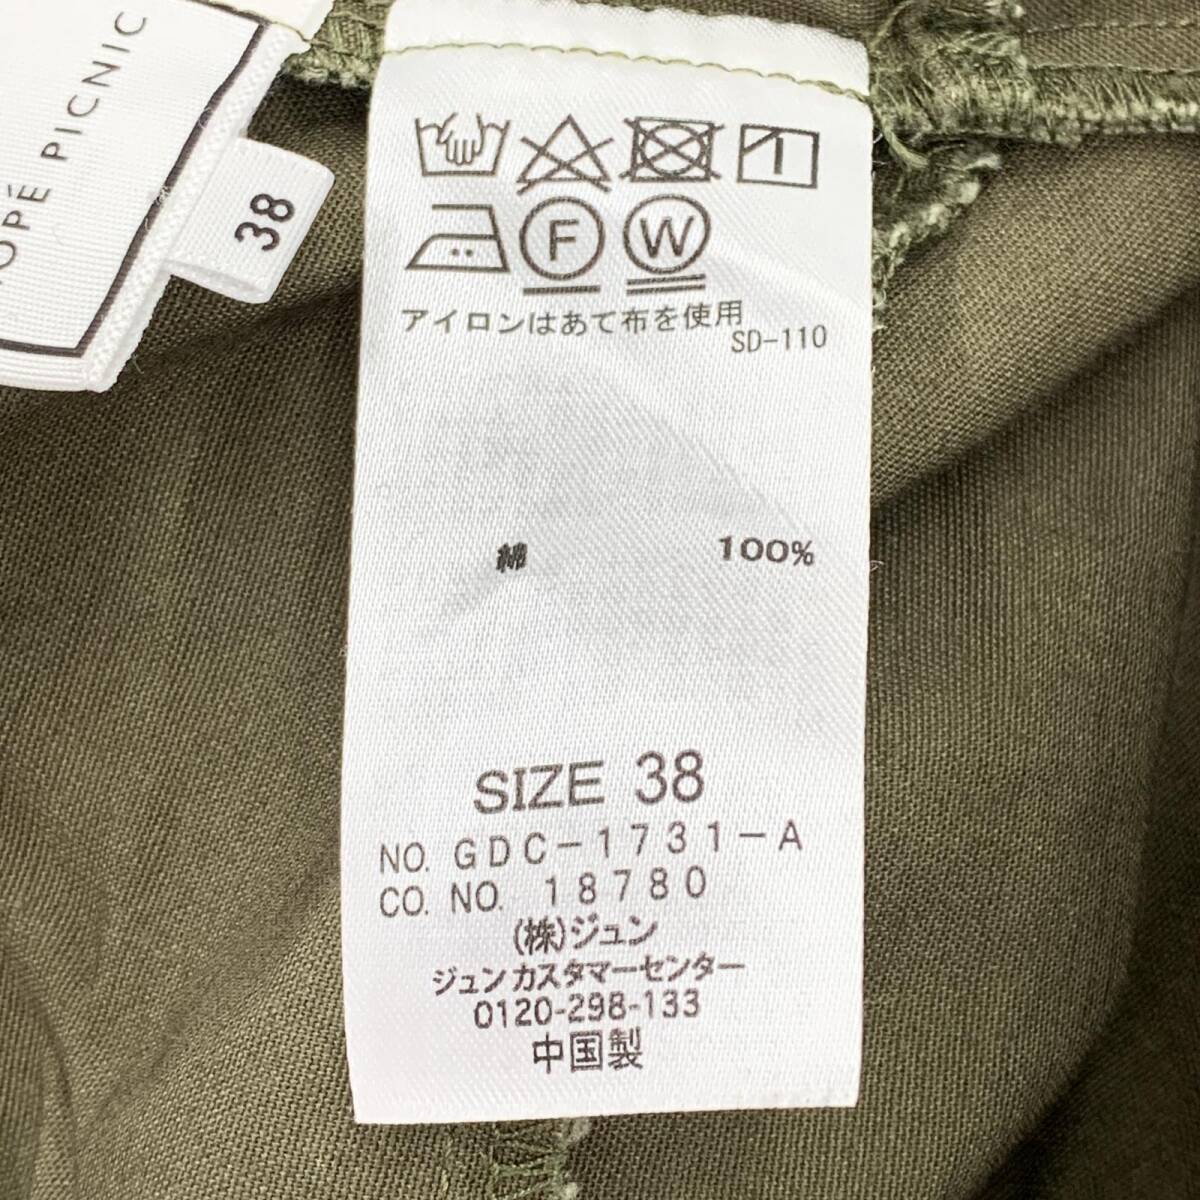 OPÉ PICNIC
38
F W
アイロンはあて布を使用
SD-110
綿 100%
SIZE 38
NO. GDC-1731-A
CO. NO. 18780
(株)ジュン
ジュンカスタマーセンター
0120-298-133
中国製